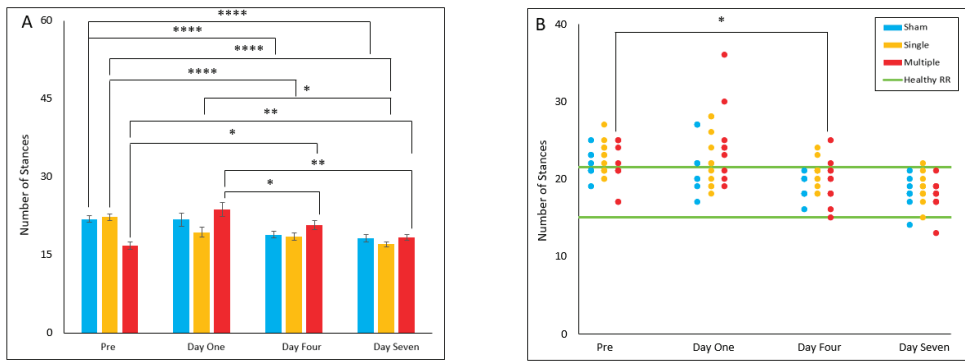 A
60
45
30
15
0
Number of Stances
****
****
****
****
*
**
*
**
*
Pre Day One Day Four Day Seven
B
40
30
20
10
0
Number of Stances
*
Sham
Single
Multiple
Healthy RR
Pre Day One Day Four Day Seven